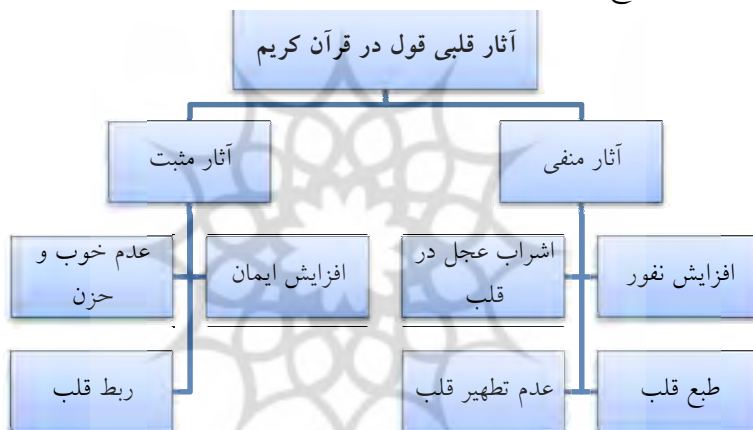 آثار قلبی قول در قرآن کریم
آثار منفی
آثار مثبت
افزایش نفور
اشراب عجل در
قلب
افزایش ایمان
عدم خوب و
حزن
طبع قلب
عدم تطهیر قلب
ربط قلب